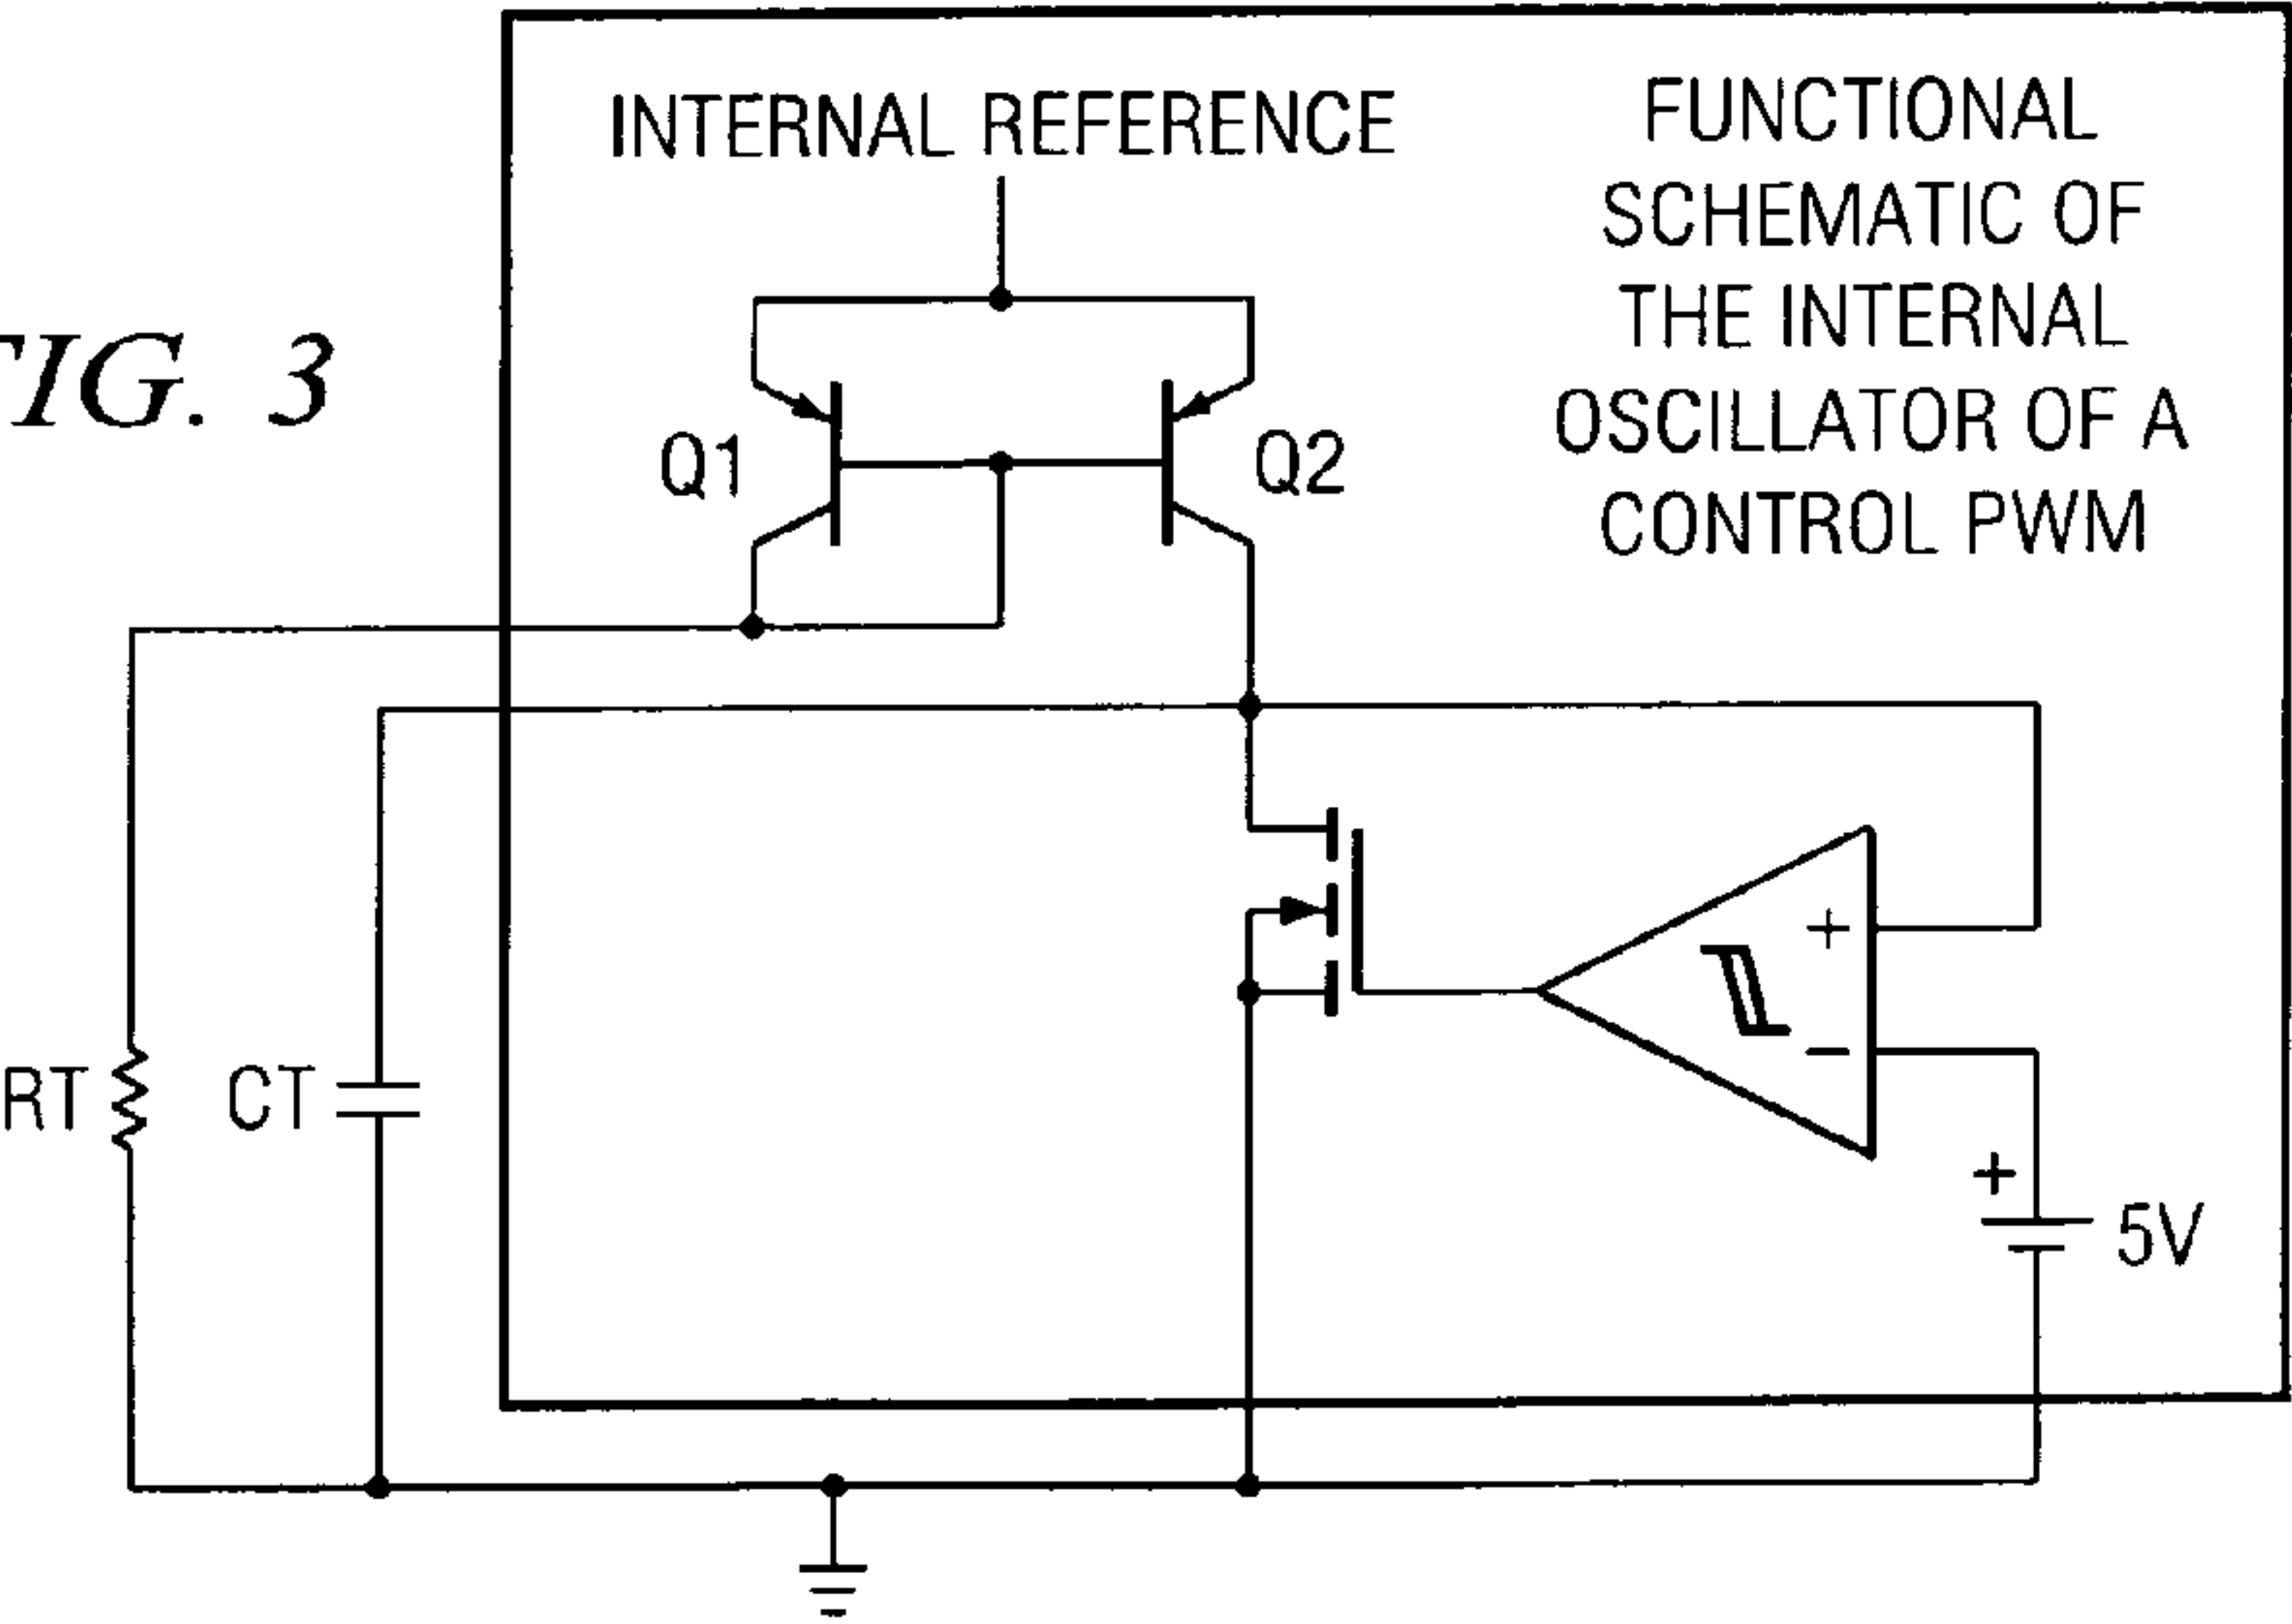 INTERNAL REFERENCE
FUNCTIONAL
SCHEMATIC OF
THE INTERNAL
OSCILLATOR OF A
CONTROL PWM
FIG. 3
Q1
Q2
+
−
RT
CT
+
5V